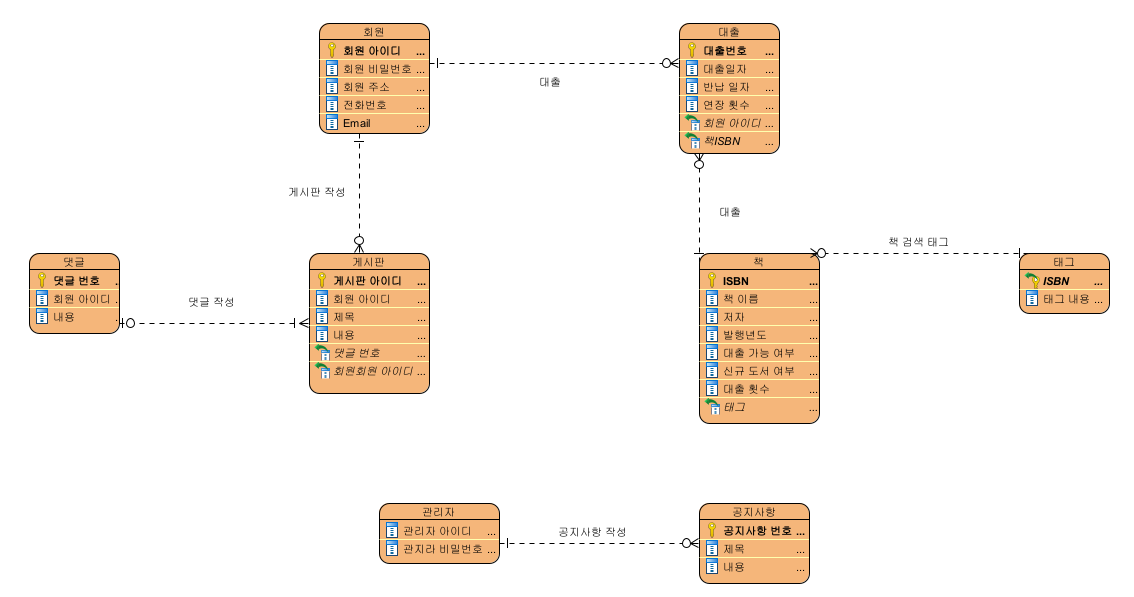 회원
회원 아이디 ...
회원 비밀번호 ...
회원 주소 ...
전화번호 ...
Email ...
대출
대출
대출번호 ...
대출일자 ...
반납 일자 ...
연장 횟수 ...
회원 아이디 ...
책ISBN ...
게시판 작성
대출
댓글
댓글 번호 ..
회원 아이디 ..
내용 ..
댓글 작성
게시판
게시판 아이디 ...
회원 아이디 ...
제목 ...
내용 ...
댓글 번호 ...
회원회원 아이디 ...
책
ISBN ...
책 이름 ...
저자 ...
발행년도 ...
대출 가능 여부 ...
신규 도서 여부 ...
대출 횟수 ...
태그 ...
책 검색 태그
태그
ISBN ...
태그 내용 ...
관리자
관리자 아이디 ...
관지라 비밀번호 ...
공지사항 작성
공지사항
공지사항 번호 ...
제목 ...
내용 ...